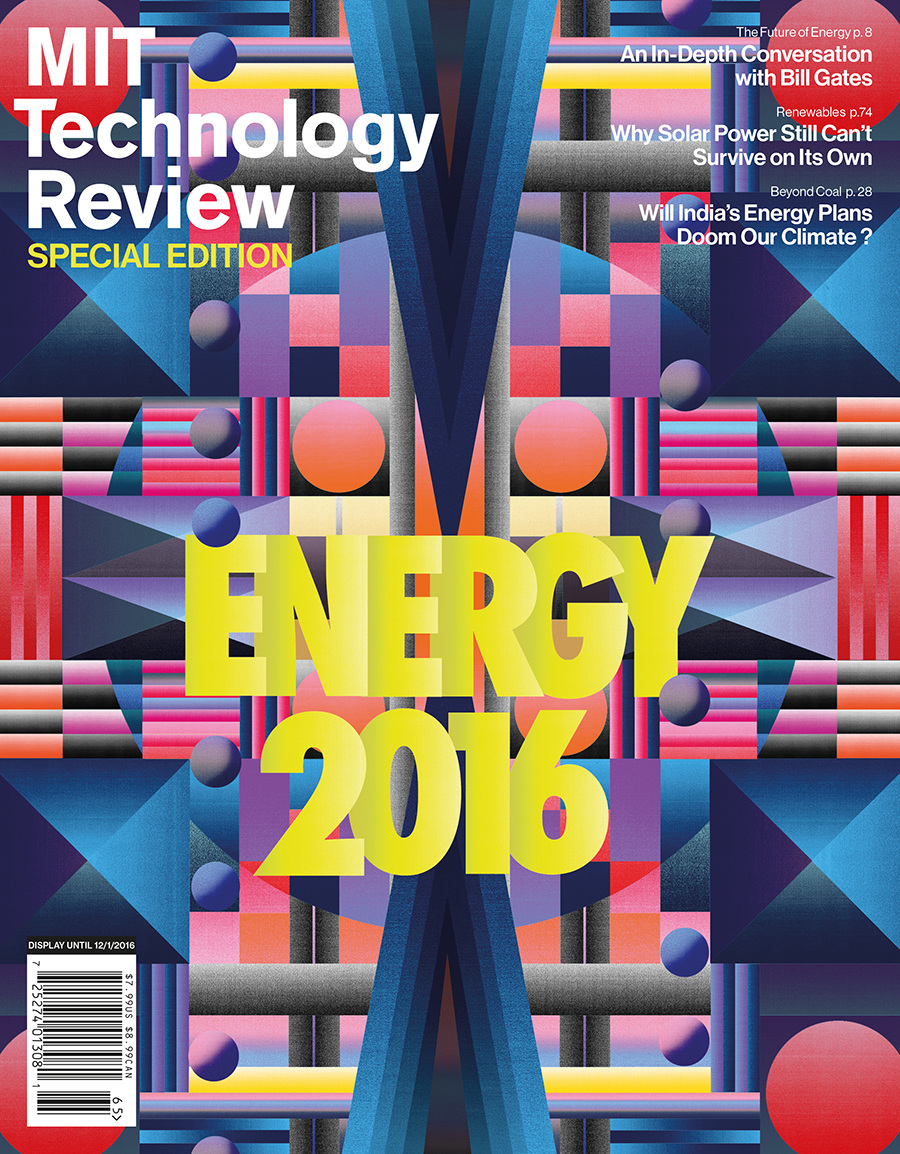 MIT
Technology
Review
SPECIAL EDITION
The Future of Energy p. 8
An In-Depth Conversation
with Bill Gates
Renewables p.74
Why Solar Power Still Can't
Survive on Its Own
Beyond Coal p. 28
Will India's Energy Plans
Doom Our Climate ?
ENERGY
2016
DISPLAY UNTIL 12/1/2016
$7.99US $8.99CAN
7 25274 01308 1
65>